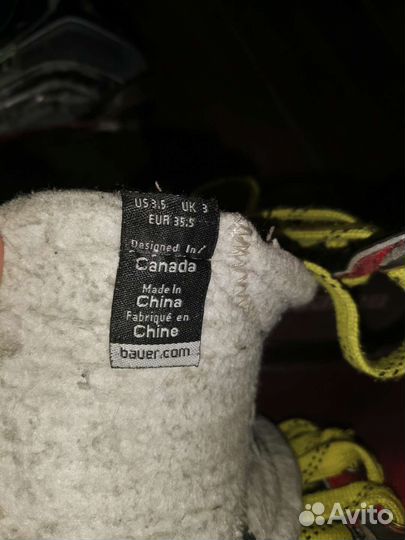 US 3.5 UK 3
EUR 35.5
Designed In/
Canada
Made In
China
Fabriqué en
Chine
bauer.com
Avito